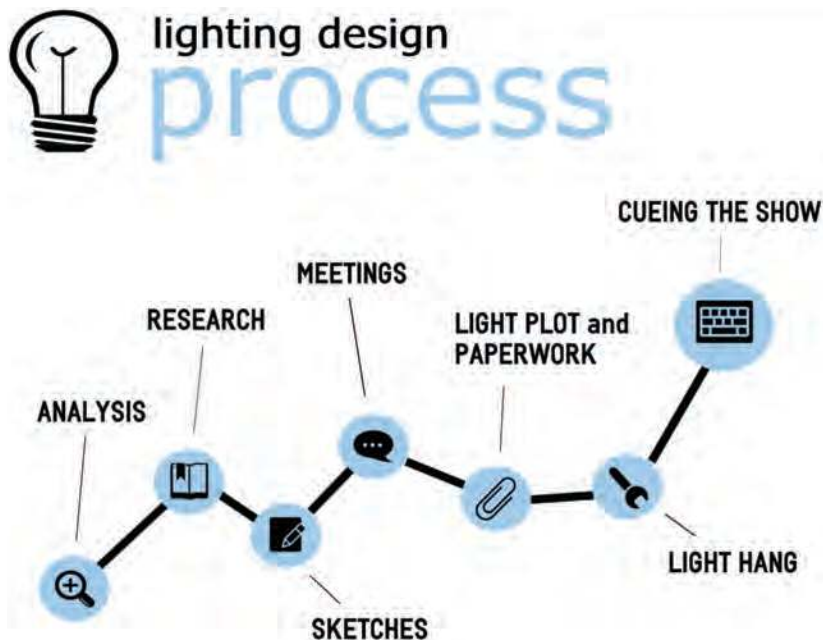 lighting design
process
ANALYSIS
RESEARCH
SKETCHES
MEETINGS
LIGHT PLOT and
PAPERWORK
LIGHT HANG
CUEING THE SHOW